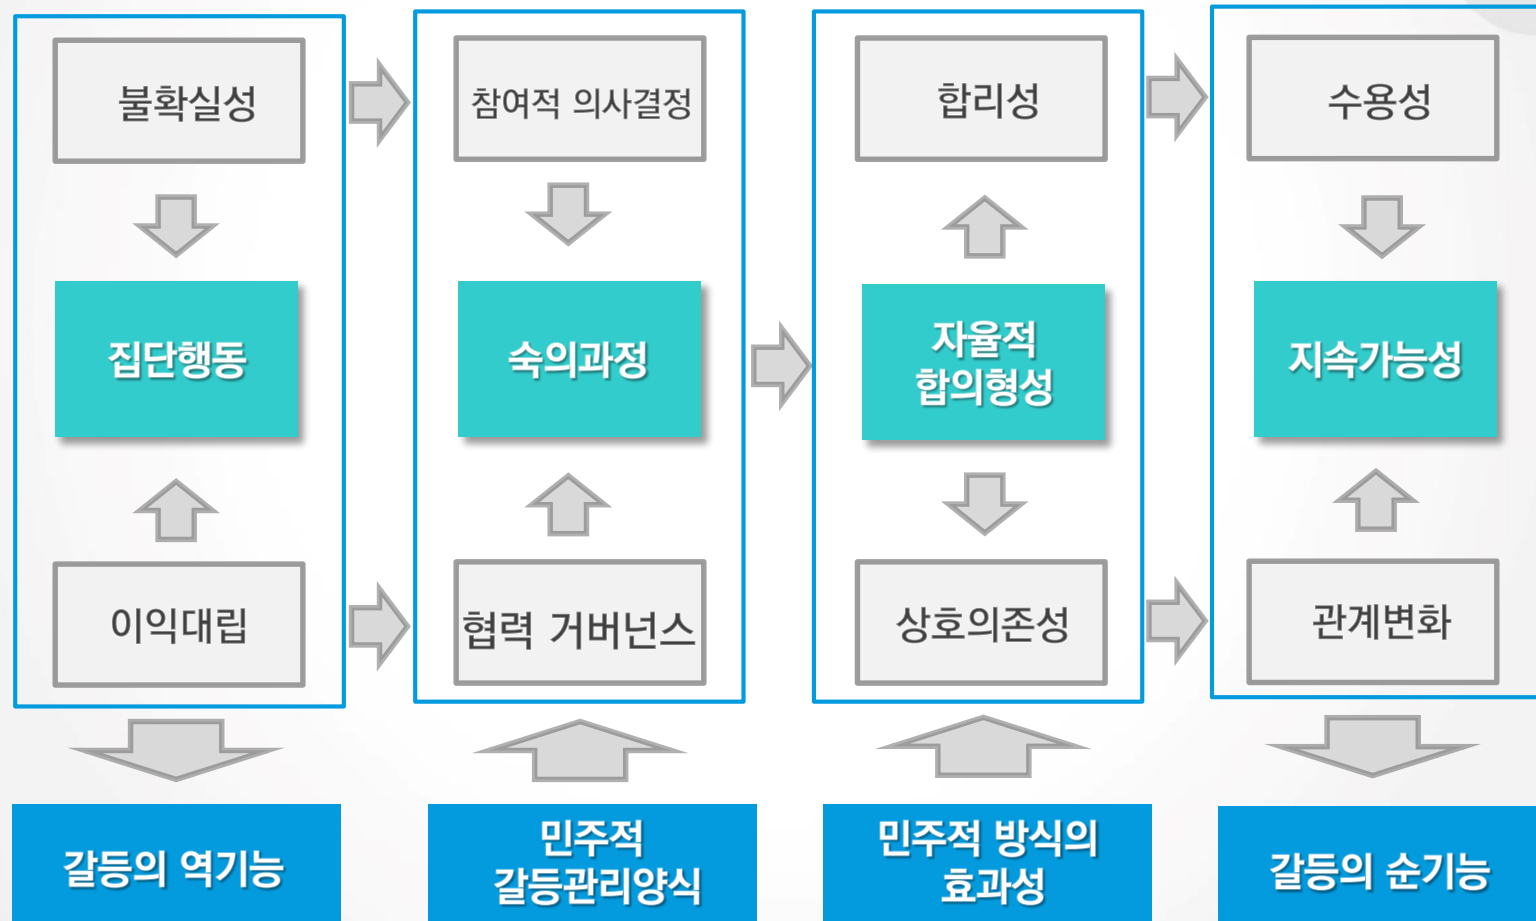 불확실성
참여적 의사결정
합리성
수용성
집단행동
숙의과정
자율적
합의형성
지속가능성
이익대립
협력 거버넌스
상호의존성
관계변화
갈등의 역기능
민주적
갈등관리양식
민주적 방식의
효과성
갈등의 순기능